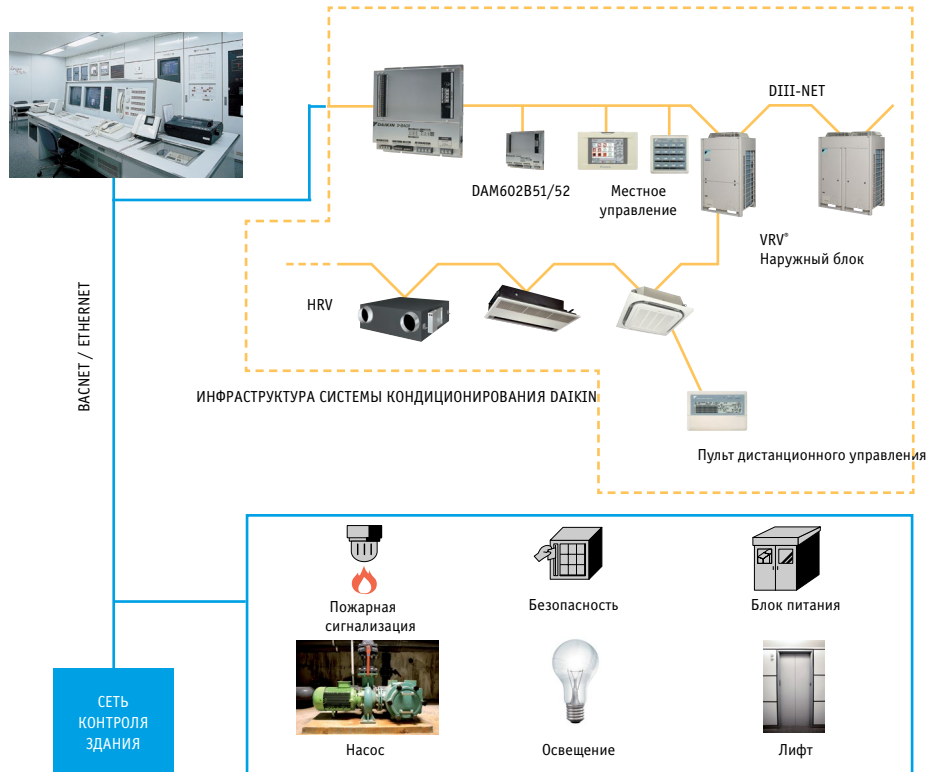 DIII-NET
DAM602B51/52
Местное
управление
VRV®
Наружный блок
HRV
BACNET / ETHERNET
ИНФРАСТРУКТУРА СИСТЕМЫ КОНДИЦИОНИРОВАНИЯ DAIKIN
Пульт дистанционного управления
Пожарная
сигнализация
Безопасность
Блок питания
Насос
Освещение
Лифт
СЕТЬ
КОНТРОЛЯ
ЗДАНИЯ